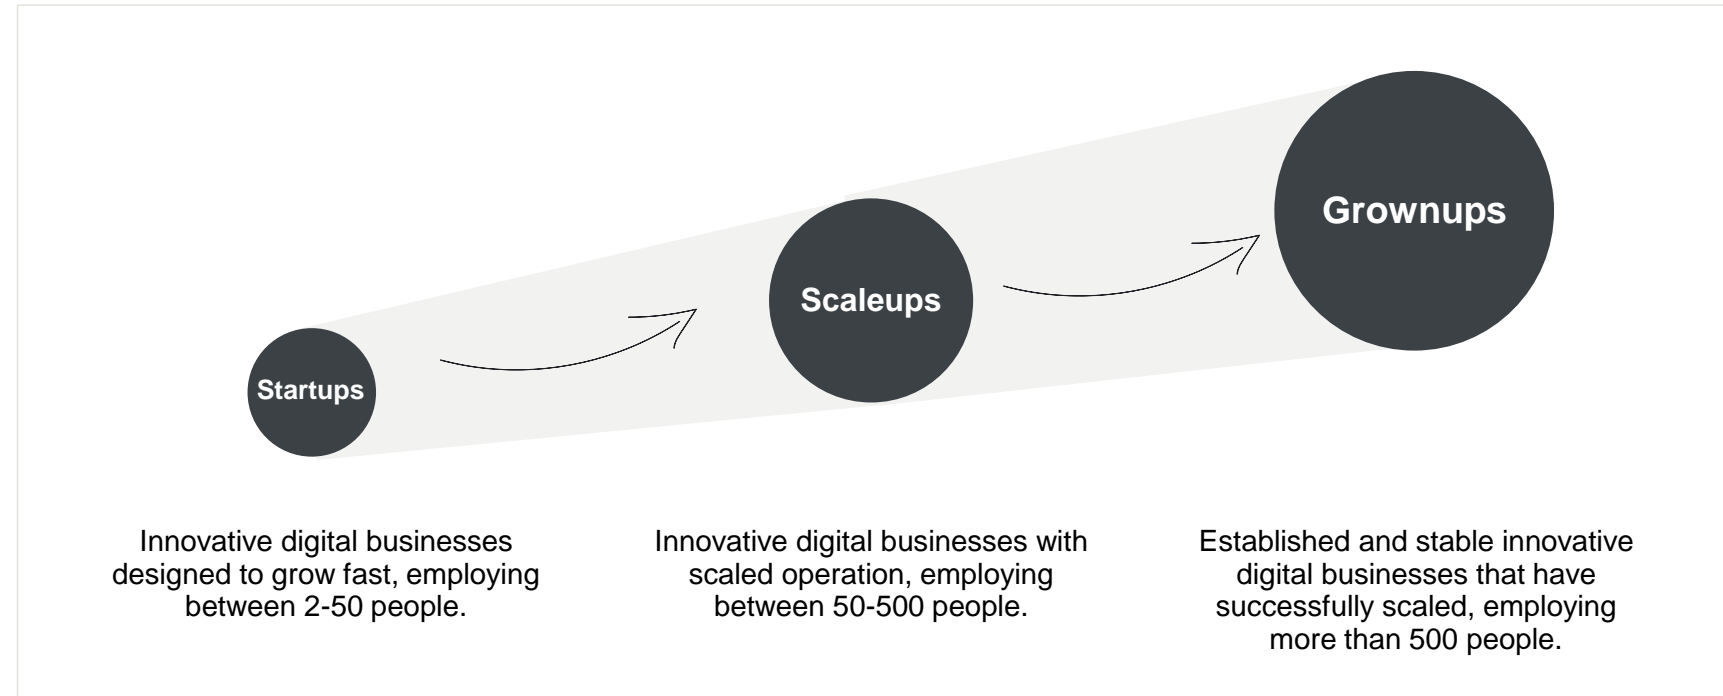 Startups
Scaleups
Grownups
Innovative digital businesses
designed to grow fast, employing
between 2-50 people.
Innovative digital businesses with
scaled operation, employing
between 50-500 people.
Established and stable innovative
digital businesses that have
successfully scaled, employing
more than 500 people.